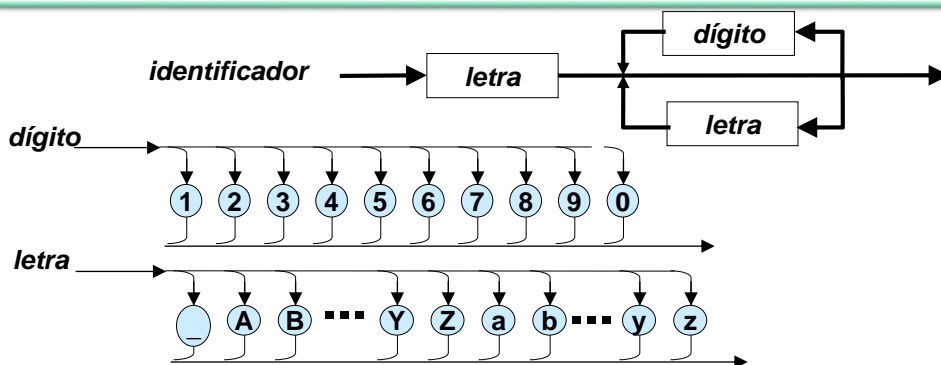 dígito
identificador
letra
letra
dígito
1 2 3 4 5 6 7 8 9 0
letra
_ A B ... Y Z a b .... y z